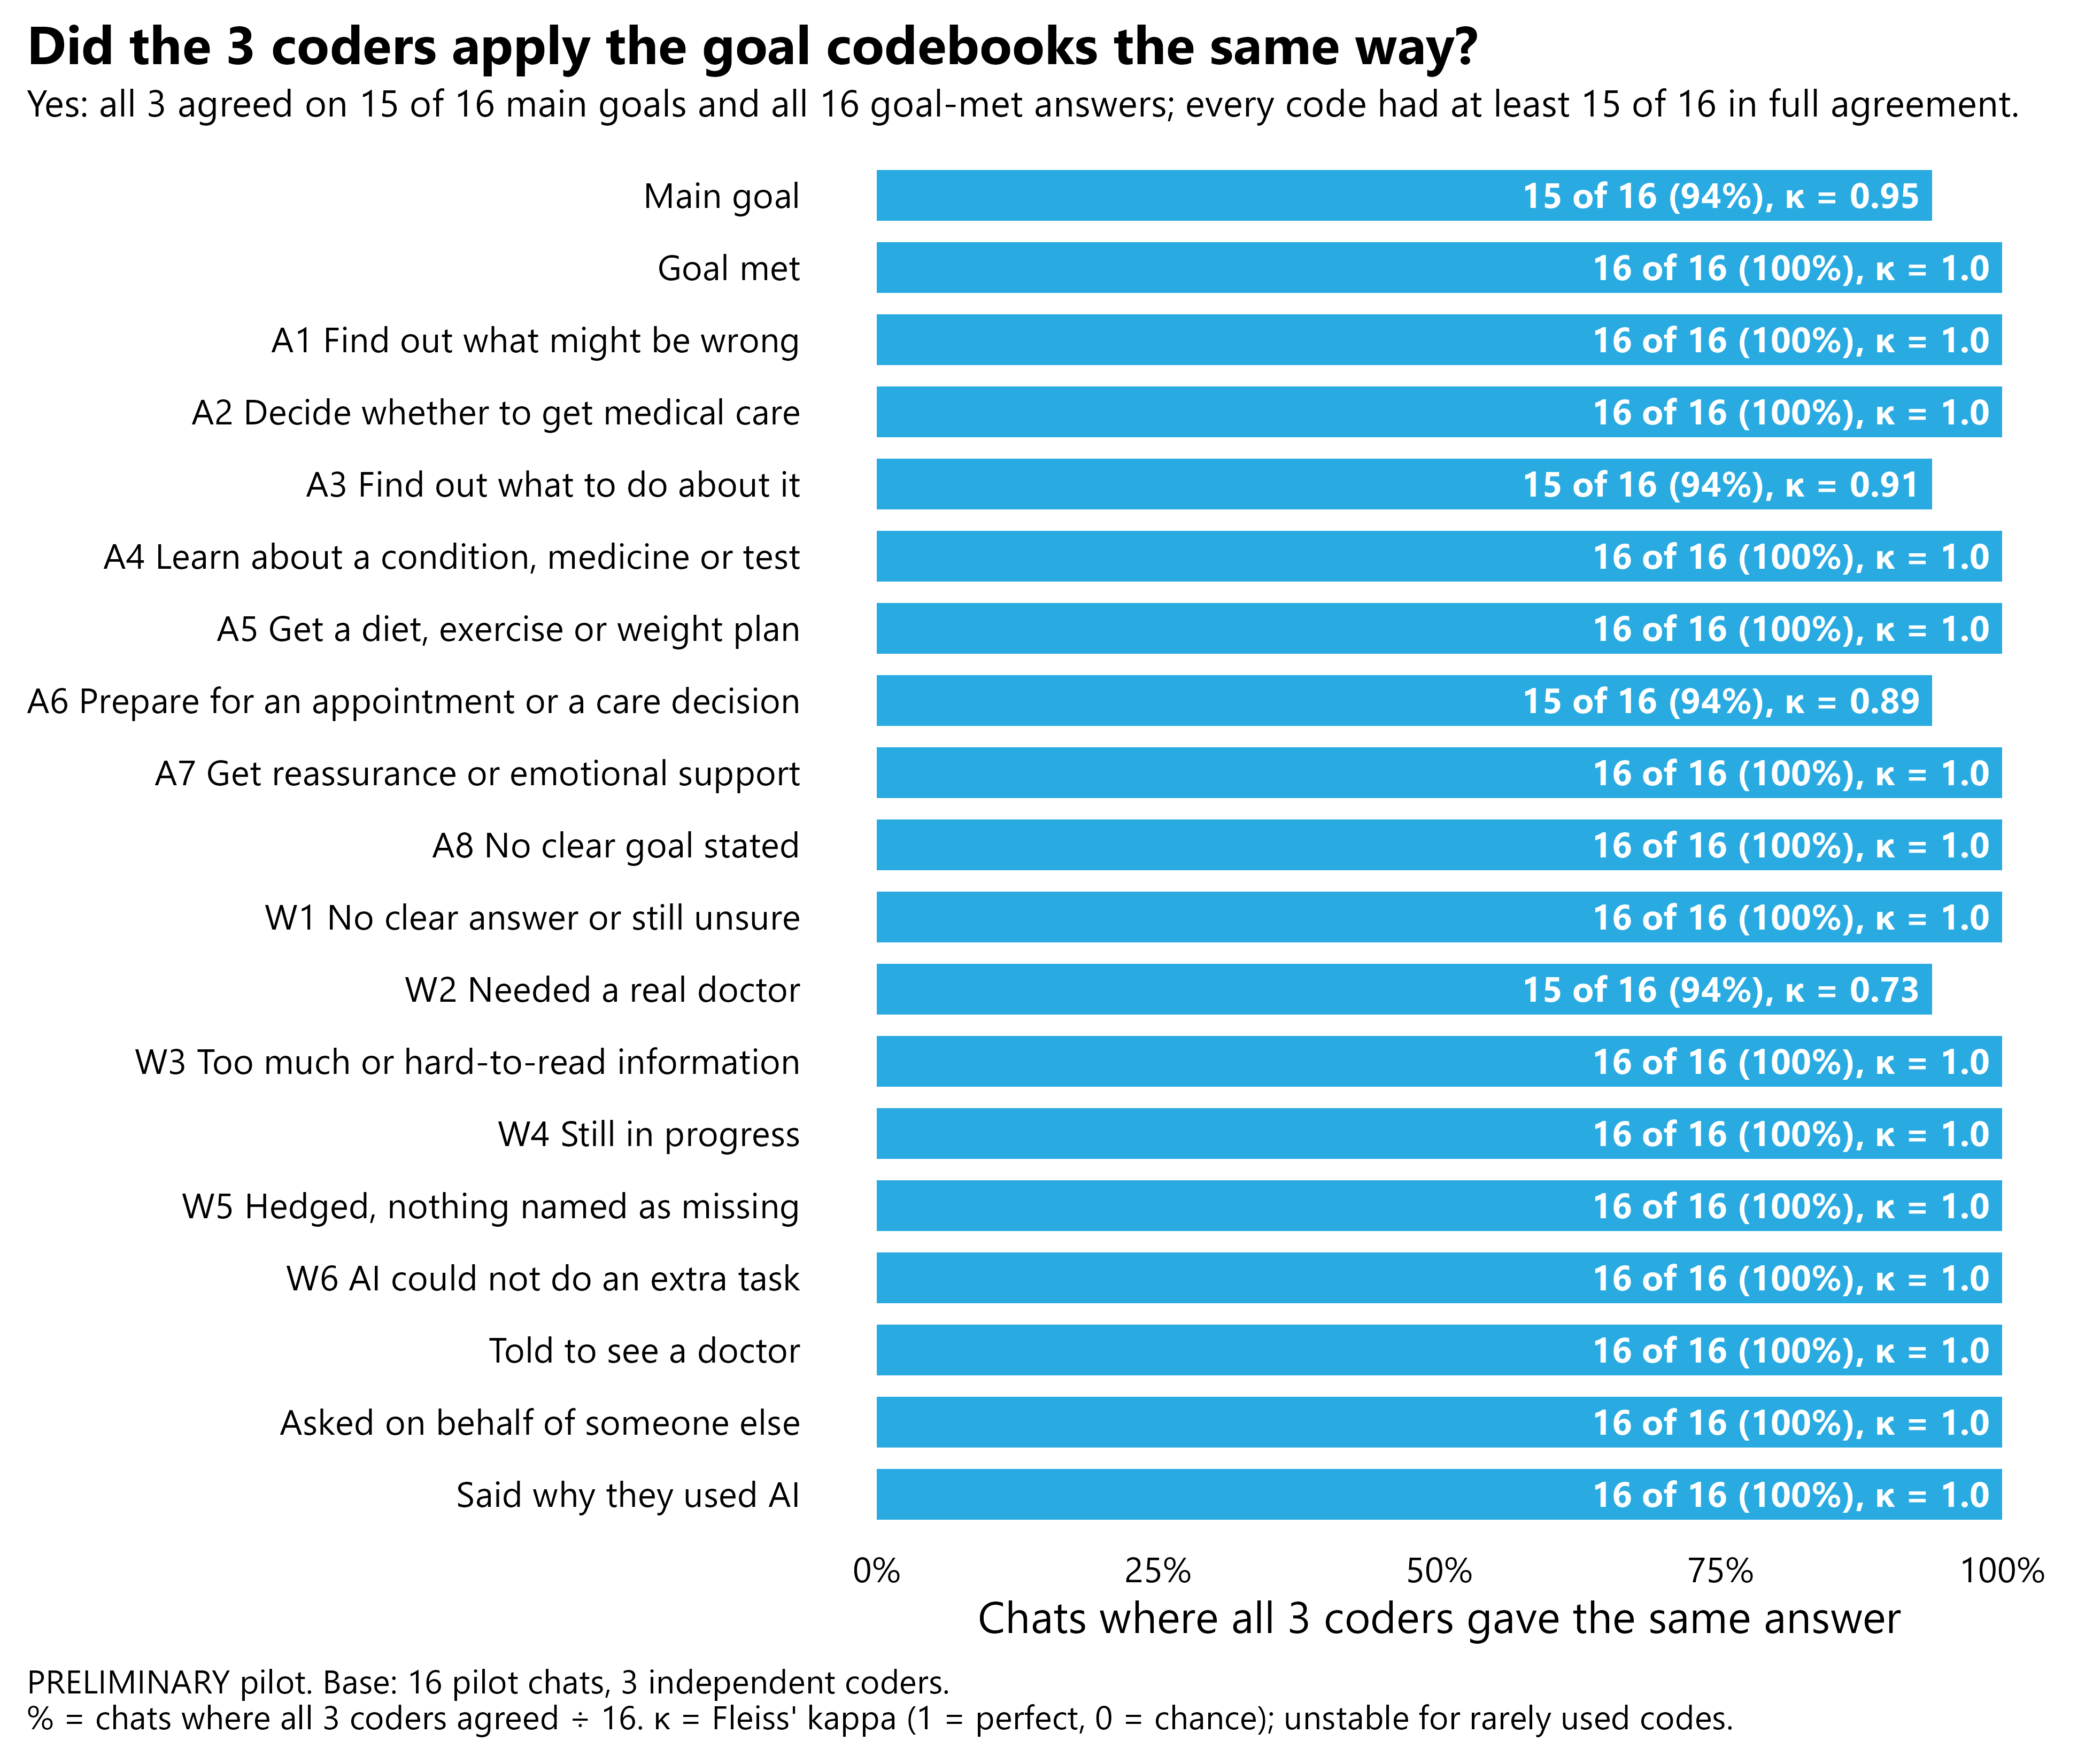 Did the 3 coders apply the goal codebooks the same way?
Yes: all 3 agreed on 15 of 16 main goals and all 16 goal-met answers; every code had at least 15 of 16 in full agreement.
Main goal 15 of 16 (94%), κ = 0.95
Goal met 16 of 16 (100%), κ = 1.0
A1 Find out what might be wrong 16 of 16 (100%), κ = 1.0
A2 Decide whether to get medical care 16 of 16 (100%), κ = 1.0
A3 Find out what to do about it 15 of 16 (94%), κ = 0.91
A4 Learn about a condition, medicine or test 16 of 16 (100%), κ = 1.0
A5 Get a diet, exercise or weight plan 16 of 16 (100%), κ = 1.0
A6 Prepare for an appointment or a care decision 15 of 16 (94%), κ = 0.89
A7 Get reassurance or emotional support 16 of 16 (100%), κ = 1.0
A8 No clear goal stated 16 of 16 (100%), κ = 1.0
W1 No clear answer or still unsure 16 of 16 (100%), κ = 1.0
W2 Needed a real doctor 15 of 16 (94%), κ = 0.73
W3 Too much or hard-to-read information 16 of 16 (100%), κ = 1.0
W4 Still in progress 16 of 16 (100%), κ = 1.0
W5 Hedged, nothing named as missing 16 of 16 (100%), κ = 1.0
W6 AI could not do an extra task 16 of 16 (100%), κ = 1.0
Told to see a doctor 16 of 16 (100%), κ = 1.0
Asked on behalf of someone else 16 of 16 (100%), κ = 1.0
Said why they used AI 16 of 16 (100%), κ = 1.0
0% 25% 50% 75% 100%
Chats where all 3 coders gave the same answer
PRELIMINARY pilot. Base: 16 pilot chats, 3 independent coders.
% = chats where all 3 coders agreed ÷ 16. κ = Fleiss' kappa (1 = perfect, 0 = chance); unstable for rarely used codes.